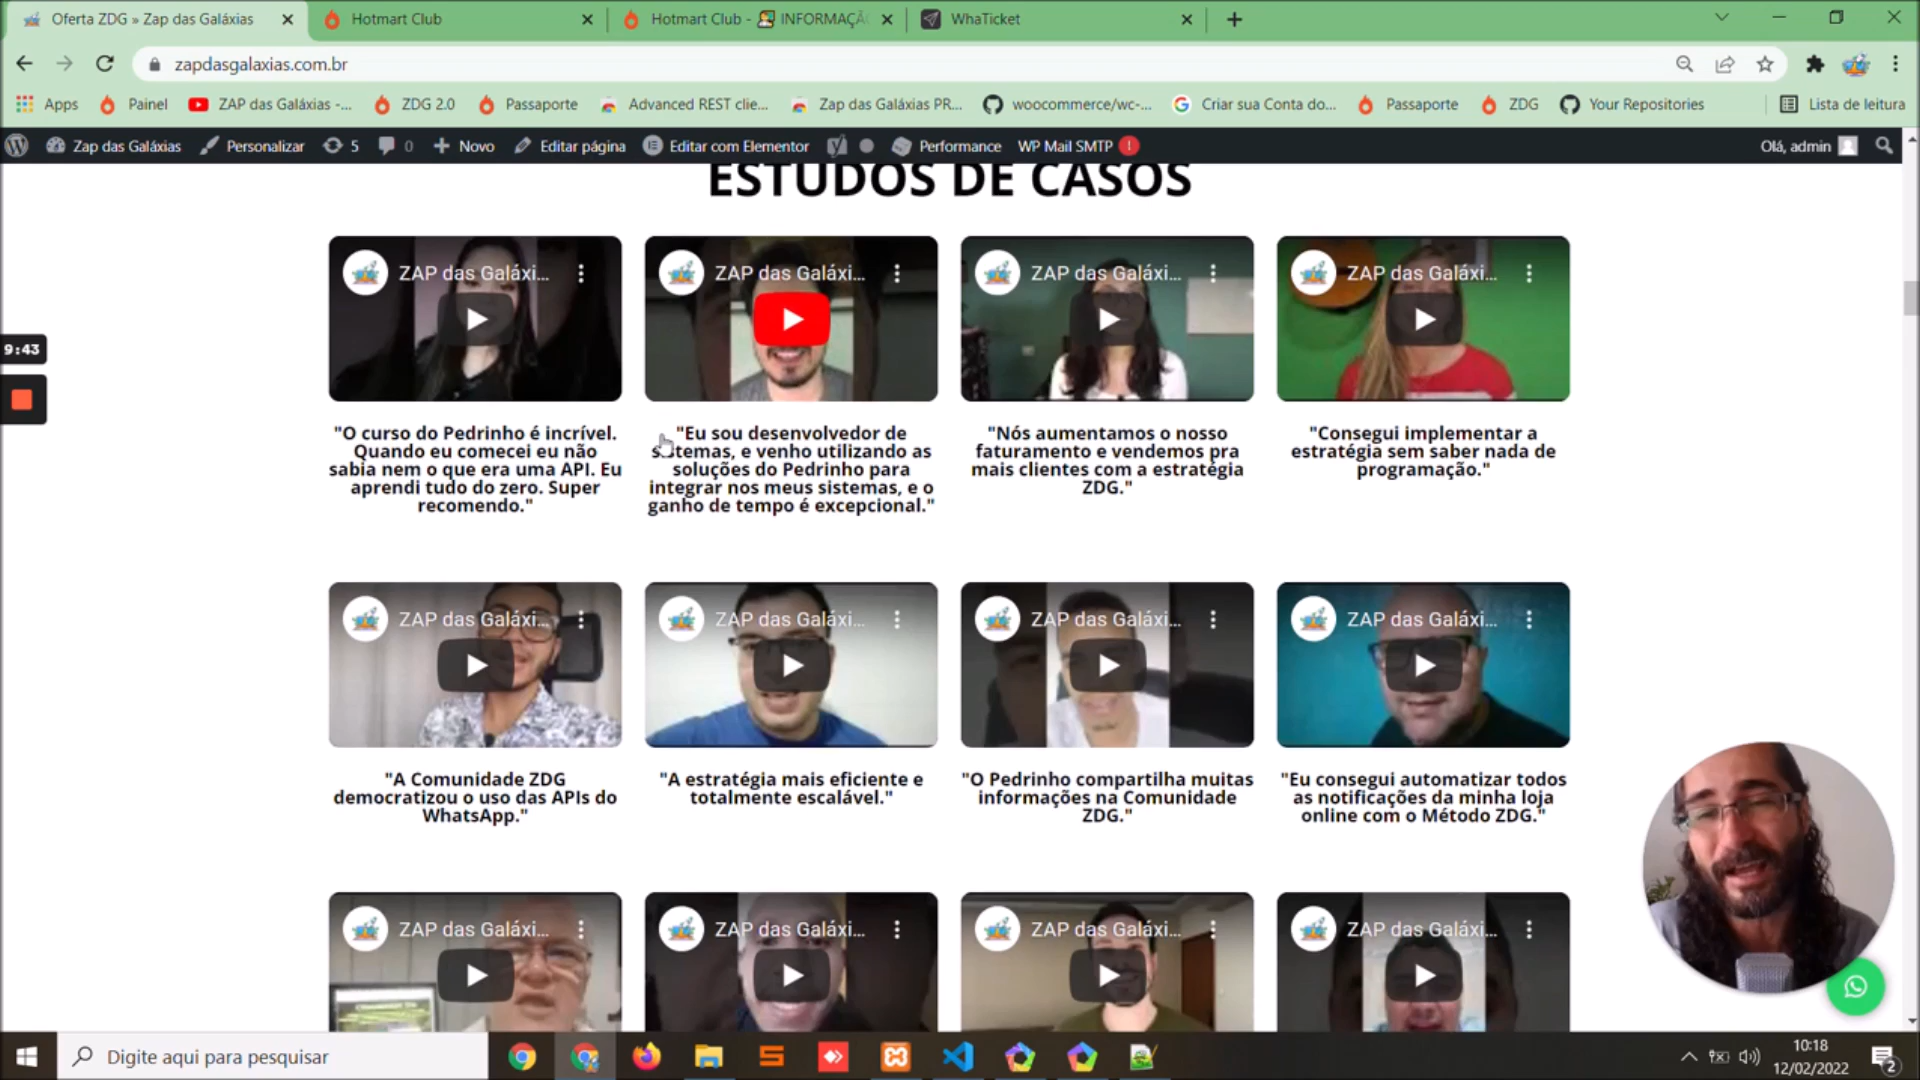 Oferta ZDG » Zap das Galáxias
Hotmart Club
Hotmart Club - INFORMAÇÃ
WhaTicket
zapdasgalaxias.com.br
Apps
Painel
ZAP das Galáxias -...
ZDG 2.0
Passaporte
Advanced REST clie...
Zap das Galáxias PR...
woocommerce/wc-...
Criar sua Conta do...
Passaporte
ZDG
Your Repositories
Lista de leitura
Zap das Galáxias
Personalizar
5
0
Novo
Editar página
Editar com Elementor
Performance
WP Mail SMTP !
Olá, admin
ESTUDOS DE CASOS
ZAP das Galáxi...
ZAP das Galáxi...
ZAP das Galáxi...
ZAP das Galáxi...
9:43
"O curso do Pedrinho é incrível.
Quando eu comecei eu não
sabia nem o que era uma API. Eu
aprendi tudo do zero. Super
recomendo."
"Eu sou desenvolvedor de
sistemas, e venho utilizando as
soluções do Pedrinho para
integrar nos meus sistemas, e o
ganho de tempo é excepcional."
"Nós aumentamos o nosso
faturamento e vendemos pra
mais clientes com a estratégia
ZDG."
"Consegui implementar a
estratégia sem saber nada de
programação."
ZAP das Galáxi...
ZAP das Galáxi...
ZAP das Galáxi...
ZAP das Galáxi...
"A Comunidade ZDG
democratizou o uso das APIs do
WhatsApp."
"A estratégia mais eficiente e
totalmente escalável."
"O Pedrinho compartilha muitas
informações na Comunidade
ZDG."
"Eu consegui automatizar todos
as notificações da minha loja
online com o Método ZDG."
ZAP das Galáxi...
ZAP das Galáxi...
ZAP das Galáxi...
ZAP das Galáxi...
Digite aqui para pesquisar
10:18
12/02/2022
2